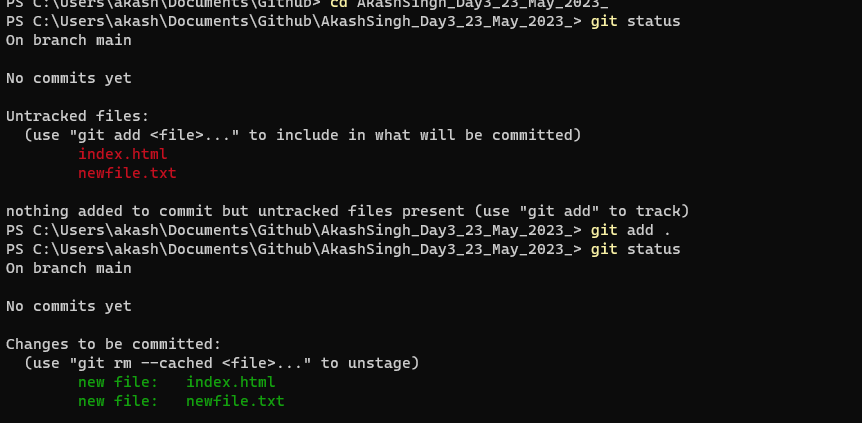 PS C:\Users\akash\Documents\Github> cd AkashSingh_Day3_23_May_2023_
PS C:\Users\akash\Documents\Github\AkashSingh_Day3_23_May_2023_> git status
On branch main
No commits yet
Untracked files:
  (use "git add <file>..." to include in what will be committed)
        index.html
        newfile.txt
nothing added to commit but untracked files present (use "git add" to track)
PS C:\Users\akash\Documents\Github\AkashSingh_Day3_23_May_2023_> git add .
PS C:\Users\akash\Documents\Github\AkashSingh_Day3_23_May_2023_> git status
On branch main
No commits yet
Changes to be committed:
  (use "git rm --cached <file>..." to unstage)
        new file:   index.html
        new file:   newfile.txt